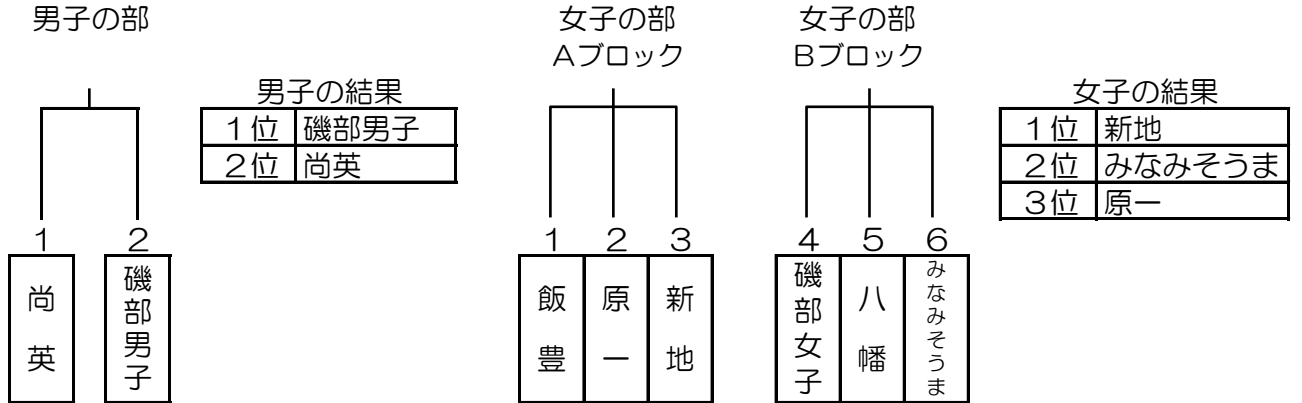 男子の部
女子の部
Aブロック
女子の部
Bブロック
男子の結果
1位 磯部男子
2位 尚英
女子の結果
1位 新地
2位 みなみそうま
3位 原一
1 2
尚英
磯部男子
1 2 3
飯豊
原一
新地
4 5 6
磯部女子
八幡
みなみそうま